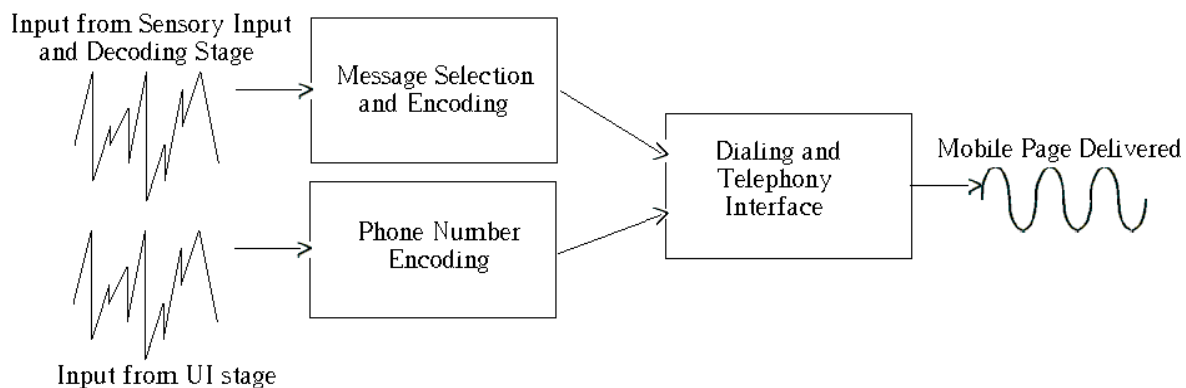 Input from Sensory Input
and Decoding Stage
Message Selection
and Encoding
Phone Number
Encoding
Input from UI stage
Dialing and
Telephony
Interface
Mobile Page Delivered